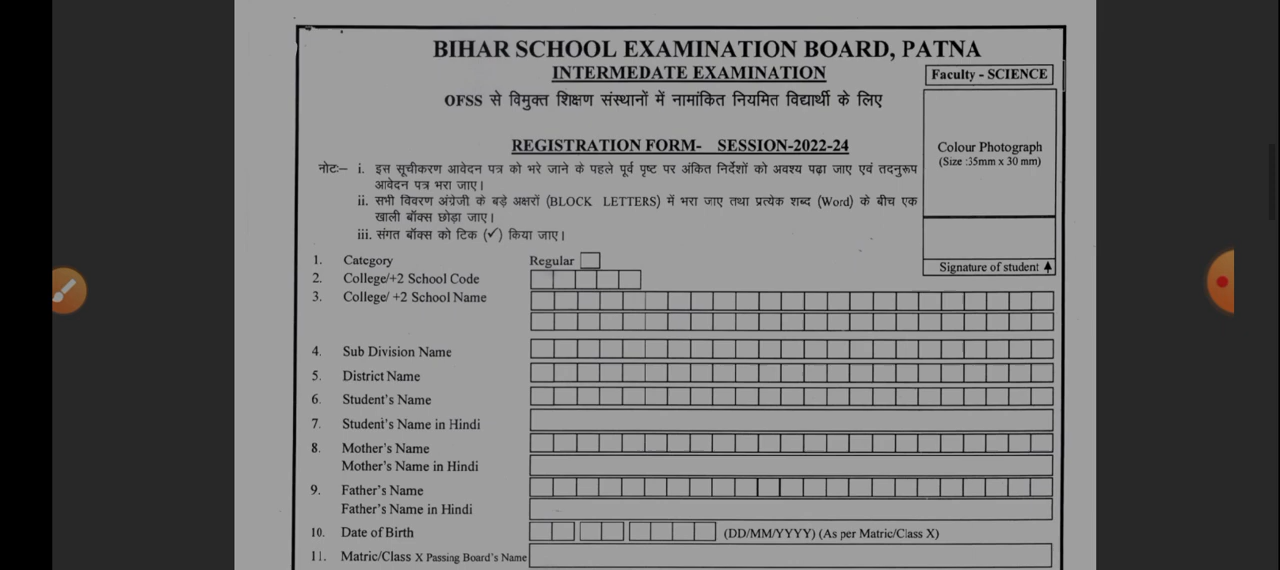 BIHAR SCHOOL EXAMINATION BOARD, PATNA
INTERMEDATE EXAMINATION
Faculty - SCIENCE
OFSS से विमुक्त शिक्षण संस्थानों में नामांकित नियमित विद्यार्थी के लिए
REGISTRATION FORM- SESSION-2022-24
Colour Photograph
(Size :35mm x 30 mm)
नोटः– i. इस सूचीकरण आवेदन पत्र को भरे जाने के पहले पूर्व पृष्ट पर अंकित निर्देशों को अवश्य पढ़ा जाए एवं तदनुरूप
आवेदन पत्र भरा जाए।
ii. सभी विवरण अंग्रेजी के बड़े अक्षरों (BLOCK LETTERS) में भरा जाए तथा प्रत्येक शब्द (Word) के बीच एक
खाली बॉक्स छोड़ा जाए।
iii. संगत बॉक्स को टिक (✓) किया जाए।
Signature of student
1. Category Regular
2. College/+2 School Code
3. College/ +2 School Name
4. Sub Division Name
5. District Name
6. Student's Name
7. Student's Name in Hindi
8. Mother's Name
Mother's Name in Hindi
9. Father's Name
Father's Name in Hindi
10. Date of Birth (DD/MM/YYYY) (As per Matric/Class X)
11. Matric/Class X Passing Board's Name